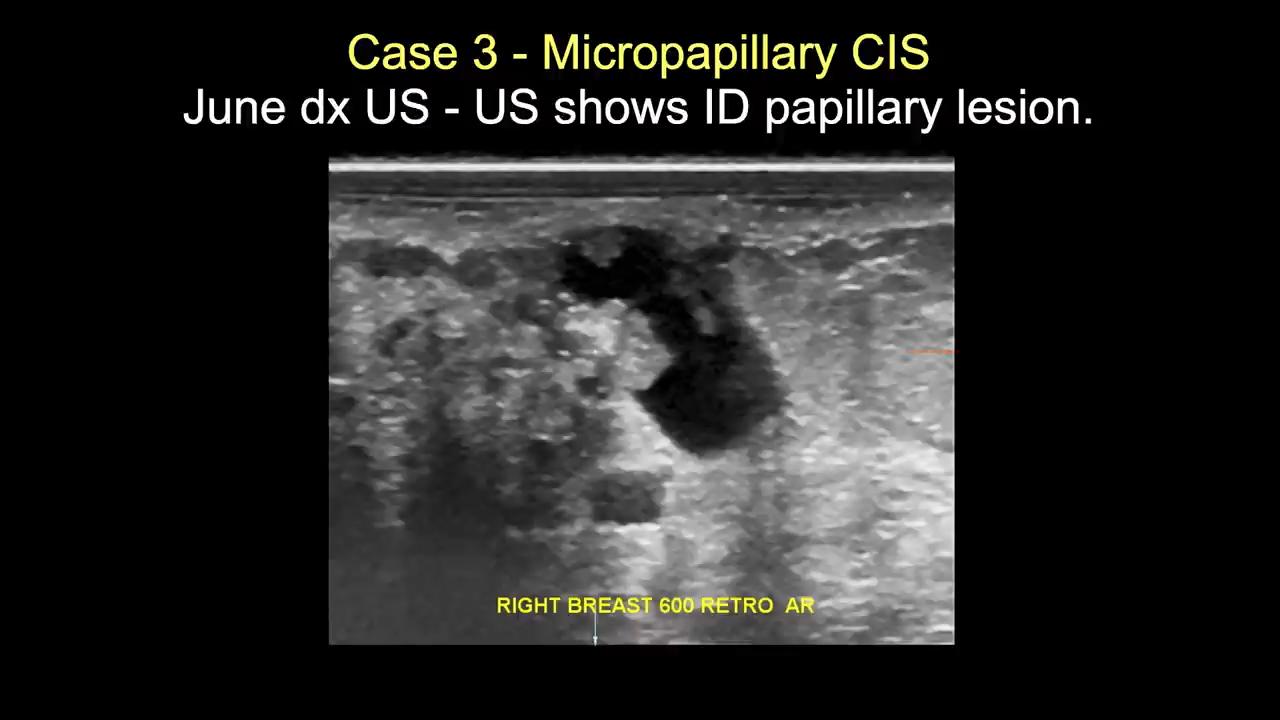 Case 3 - Micropapillary CIS
June dx US - US shows ID papillary lesion.
RIGHT BREAST 600 RETRO AR